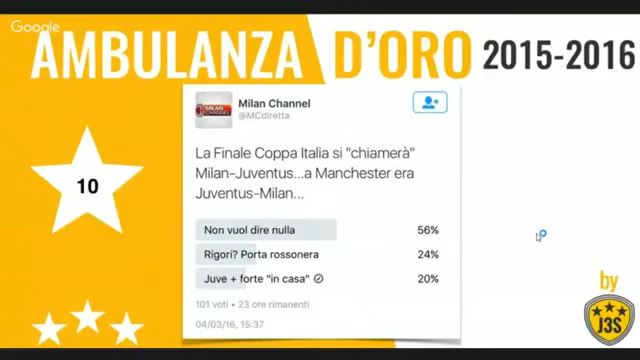 Google
AMBULANZA D'ORO 2015-2016
MILAN
CHANNEL
Milan Channel
@MCdiretta
La Finale Coppa Italia si "chiamerà"
Milan-Juventus...a Manchester era
Juventus-Milan...
10
Non vuol dire nulla 56%
Rigori? Porta rossonera 24%
Juve + forte "in casa" 20%
101 voti • 23 ore rimanenti
04/03/16, 15:37
by
J3S